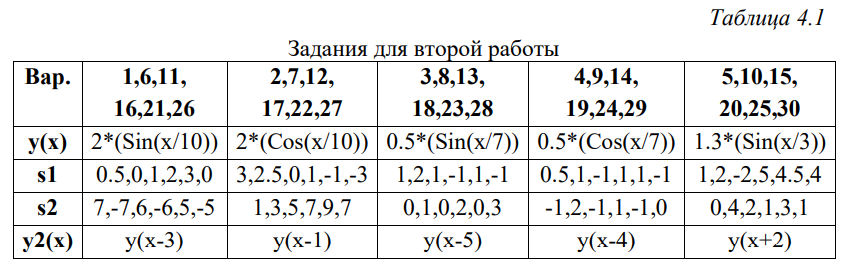 Таблица 4.1
Задания для второй работы
Вар. 1,6,11, 2,7,12, 3,8,13, 4,9,14, 5,10,15,
16,21,26 17,22,27 18,23,28 19,24,29 20,25,30
y(x) 2*(Sin(x/10)) 2*(Cos(x/10)) 0.5*(Sin(x/7)) 0.5*(Cos(x/7)) 1.3*(Sin(x/3))
s1 0.5,0,1,2,3,0 3,2.5,0,1,-1,-3 1,2,1,-1,1,-1 0.5,1,-1,1,1,-1 1,2,-2,5,4.5,4
s2 7,-7,6,-6,5,-5 1,3,5,7,9,7 0,1,0,2,0,3 -1,2,-1,1,-1,0 0,4,2,1,3,1
y2(x) y(x-3) y(x-1) y(x-5) y(x-4) y(x+2)